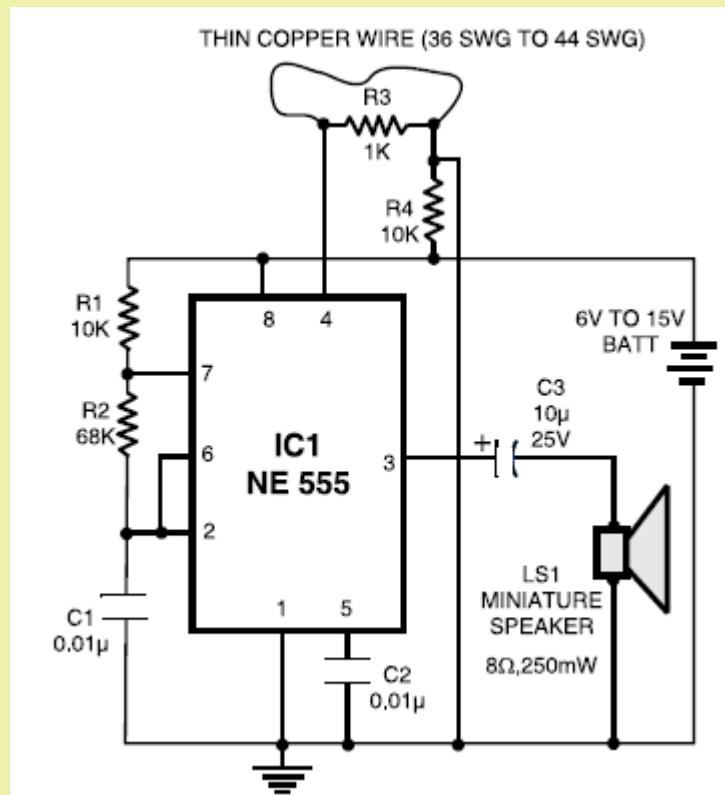 THIN COPPER WIRE (36 SWG TO 44 SWG)
R3
1K
R4
10K
R1
10K
8
4
6V TO 15V
BATT
7
R2
68K
C3
10μ
25V
+
6
IC1
NE 555
3
2
LS1
MINIATURE
SPEAKER
8Ω,250mW
C1
0.01μ
1
5
C2
0.01μ